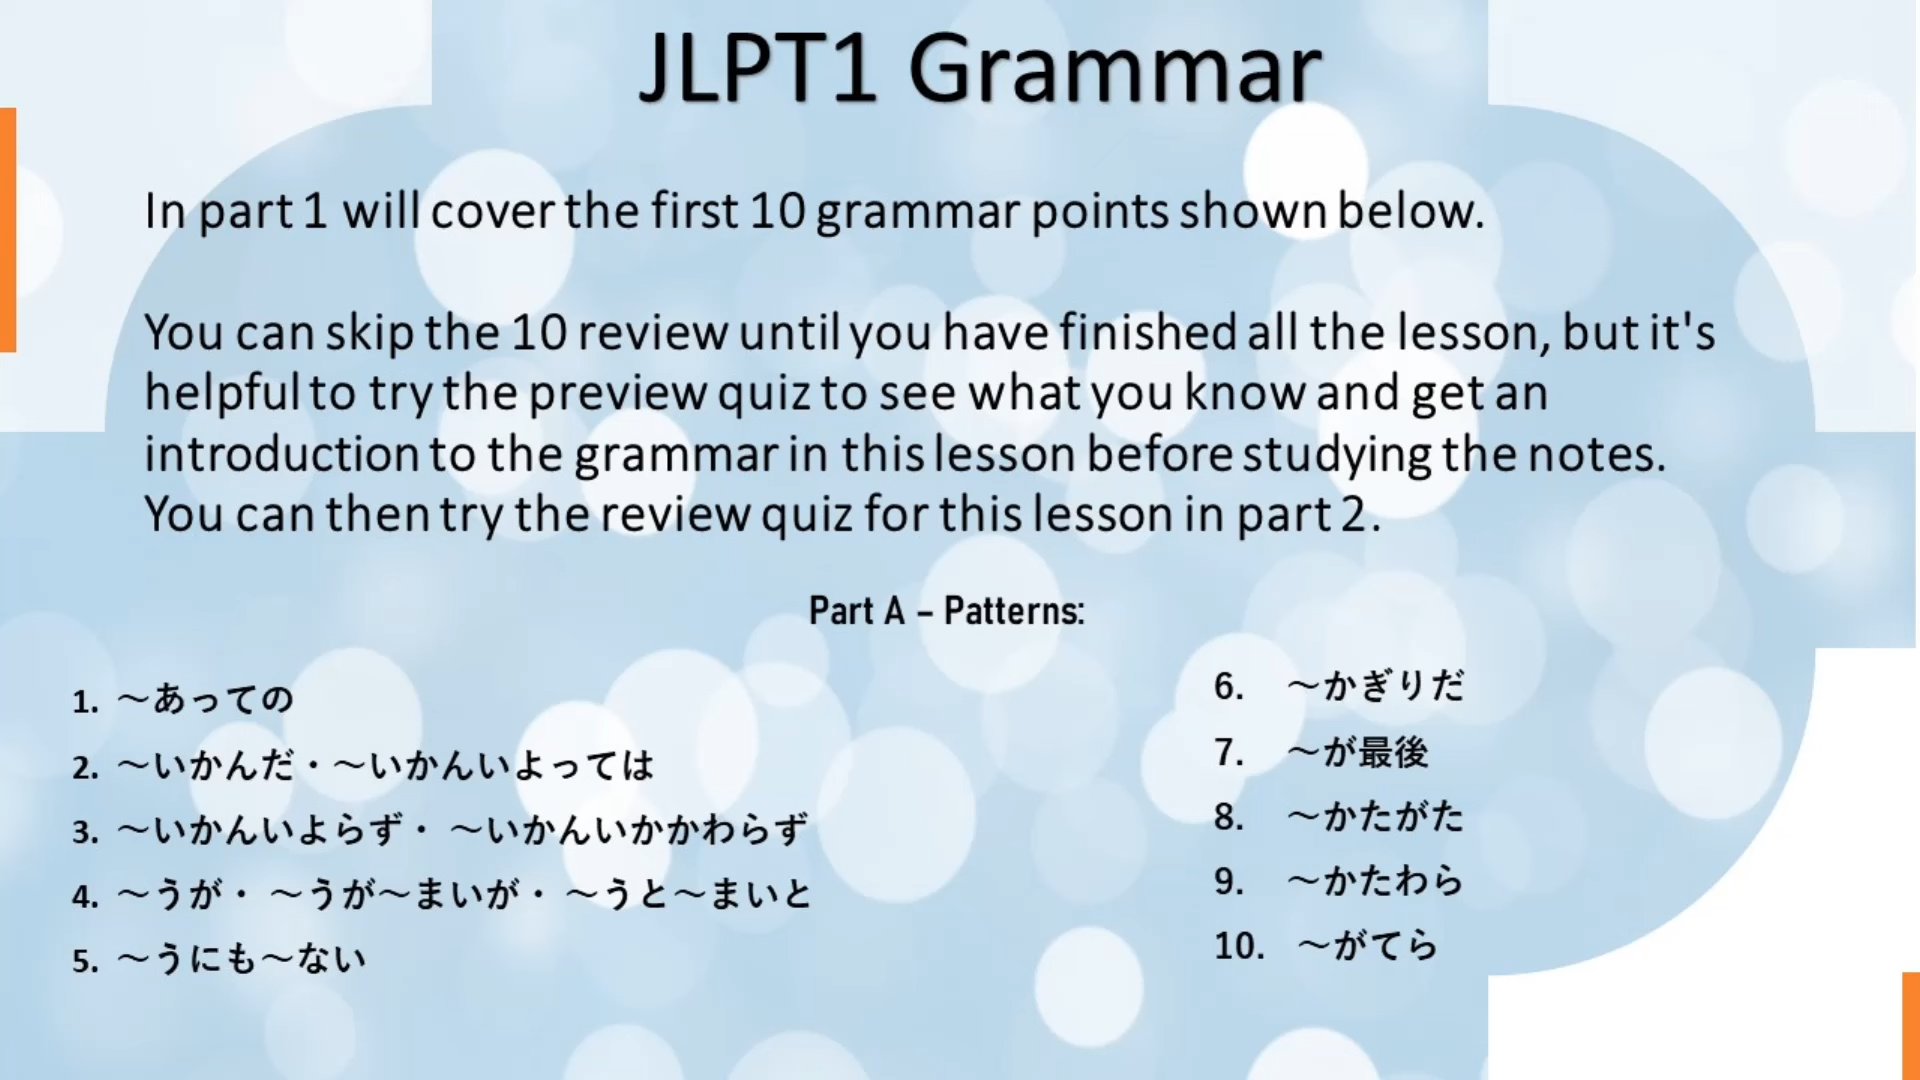 JLPT1 Grammar
In part 1 will cover the first 10 grammar points shown below.
You can skip the 10 review until you have finished all the lesson, but it's
helpful to try the preview quiz to see what you know and get an
introduction to the grammar in this lesson before studying the notes.
You can then try the review quiz for this lesson in part 2.
Part A – Patterns:
1. ～あっての
2. ～いかんだ・～いかんいよっては
3. ～いかんいよらず・ ～いかんいかかわらず
4. ～うが・ ～うが～まいが・ ～うと～まいと
5. ～うにも～ない
6. ～かぎりだ
7. ～が最後
8. ～かたがた
9. ～かたわら
10. ～がてら